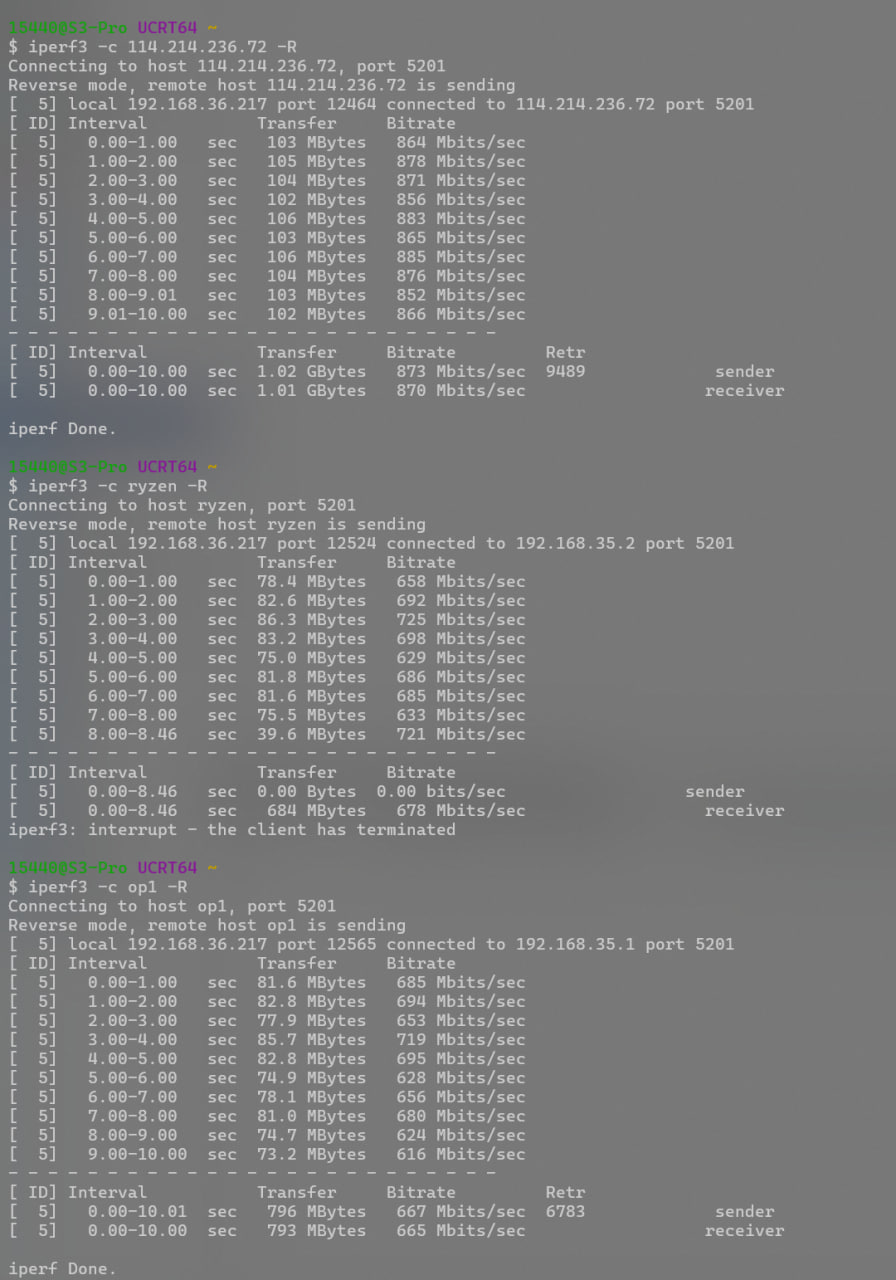 15440@S3-Pro UCRT64 ~
$ iperf3 -c 114.214.236.72 -R
Connecting to host 114.214.236.72, port 5201
Reverse mode, remote host 114.214.236.72 is sending
[  5] local 192.168.36.217 port 12464 connected to 114.214.236.72 port 5201
[ ID] Interval           Transfer     Bitrate
[  5]   0.00-1.00   sec   103 MBytes   864 Mbits/sec
[  5]   1.00-2.00   sec   105 MBytes   878 Mbits/sec
[  5]   2.00-3.00   sec   104 MBytes   871 Mbits/sec
[  5]   3.00-4.00   sec   102 MBytes   856 Mbits/sec
[  5]   4.00-5.00   sec   106 MBytes   883 Mbits/sec
[  5]   5.00-6.00   sec   103 MBytes   865 Mbits/sec
[  5]   6.00-7.00   sec   106 MBytes   885 Mbits/sec
[  5]   7.00-8.00   sec   104 MBytes   876 Mbits/sec
[  5]   8.00-9.01   sec   103 MBytes   852 Mbits/sec
[  5]   9.01-10.00  sec   102 MBytes   866 Mbits/sec
- - - - - - - - - - - - - - - - - - - - - - - - -
[ ID] Interval           Transfer     Bitrate         Retr
[  5]   0.00-10.00  sec  1.02 GBytes   873 Mbits/sec  9489             sender
[  5]   0.00-10.00  sec  1.01 GBytes   870 Mbits/sec                  receiver
iperf Done.
15440@S3-Pro UCRT64 ~
$ iperf3 -c ryzen -R
Connecting to host ryzen, port 5201
Reverse mode, remote host ryzen is sending
[  5] local 192.168.36.217 port 12524 connected to 192.168.35.2 port 5201
[ ID] Interval           Transfer     Bitrate
[  5]   0.00-1.00   sec  78.4 MBytes   658 Mbits/sec
[  5]   1.00-2.00   sec  82.6 MBytes   692 Mbits/sec
[  5]   2.00-3.00   sec  86.3 MBytes   725 Mbits/sec
[  5]   3.00-4.00   sec  83.2 MBytes   698 Mbits/sec
[  5]   4.00-5.00   sec  75.0 MBytes   629 Mbits/sec
[  5]   5.00-6.00   sec  81.8 MBytes   686 Mbits/sec
[  5]   6.00-7.00   sec  81.6 MBytes   685 Mbits/sec
[  5]   7.00-8.00   sec  75.5 MBytes   633 Mbits/sec
[  5]   8.00-8.46   sec  39.6 MBytes   721 Mbits/sec
- - - - - - - - - - - - - - - - - - - - - - - - -
[ ID] Interval           Transfer     Bitrate
[  5]   0.00-8.46   sec  0.00 Bytes  0.00 bits/sec                  sender
[  5]   0.00-8.46   sec   684 MBytes   678 Mbits/sec                  receiver
iperf3: interrupt - the client has terminated
15440@S3-Pro UCRT64 ~
$ iperf3 -c op1 -R
Connecting to host op1, port 5201
Reverse mode, remote host op1 is sending
[  5] local 192.168.36.217 port 12565 connected to 192.168.35.1 port 5201
[ ID] Interval           Transfer     Bitrate
[  5]   0.00-1.00   sec  81.6 MBytes   685 Mbits/sec
[  5]   1.00-2.00   sec  82.8 MBytes   694 Mbits/sec
[  5]   2.00-3.00   sec  77.9 MBytes   653 Mbits/sec
[  5]   3.00-4.00   sec  85.7 MBytes   719 Mbits/sec
[  5]   4.00-5.00   sec  82.8 MBytes   695 Mbits/sec
[  5]   5.00-6.00   sec  74.9 MBytes   628 Mbits/sec
[  5]   6.00-7.00   sec  78.1 MBytes   656 Mbits/sec
[  5]   7.00-8.00   sec  81.0 MBytes   680 Mbits/sec
[  5]   8.00-9.00   sec  74.7 MBytes   624 Mbits/sec
[  5]   9.00-10.00  sec  73.2 MBytes   616 Mbits/sec
- - - - - - - - - - - - - - - - - - - - - - - - -
[ ID] Interval           Transfer     Bitrate         Retr
[  5]   0.00-10.01  sec   796 MBytes   667 Mbits/sec  6783             sender
[  5]   0.00-10.00  sec   793 MBytes   665 Mbits/sec                  receiver
iperf Done.